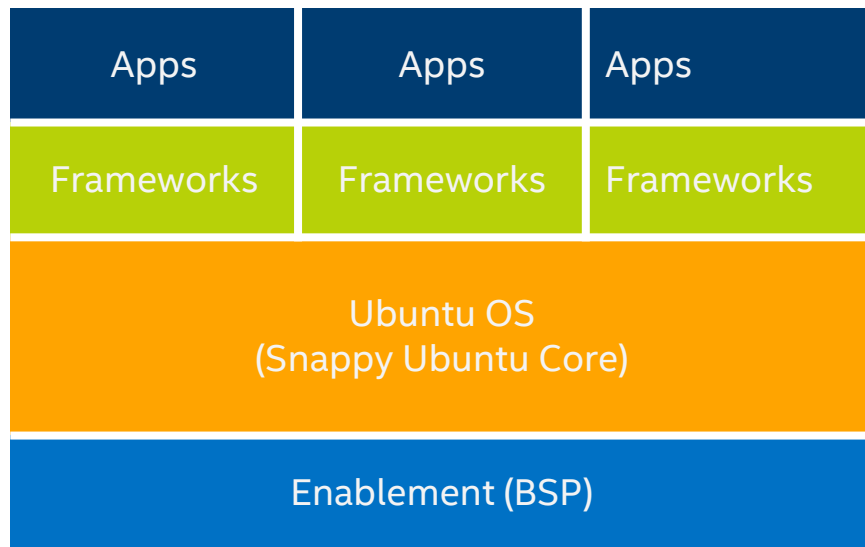 Apps Apps Apps
Frameworks Frameworks Frameworks
Ubuntu OS
(Snappy Ubuntu Core)
Enablement (BSP)